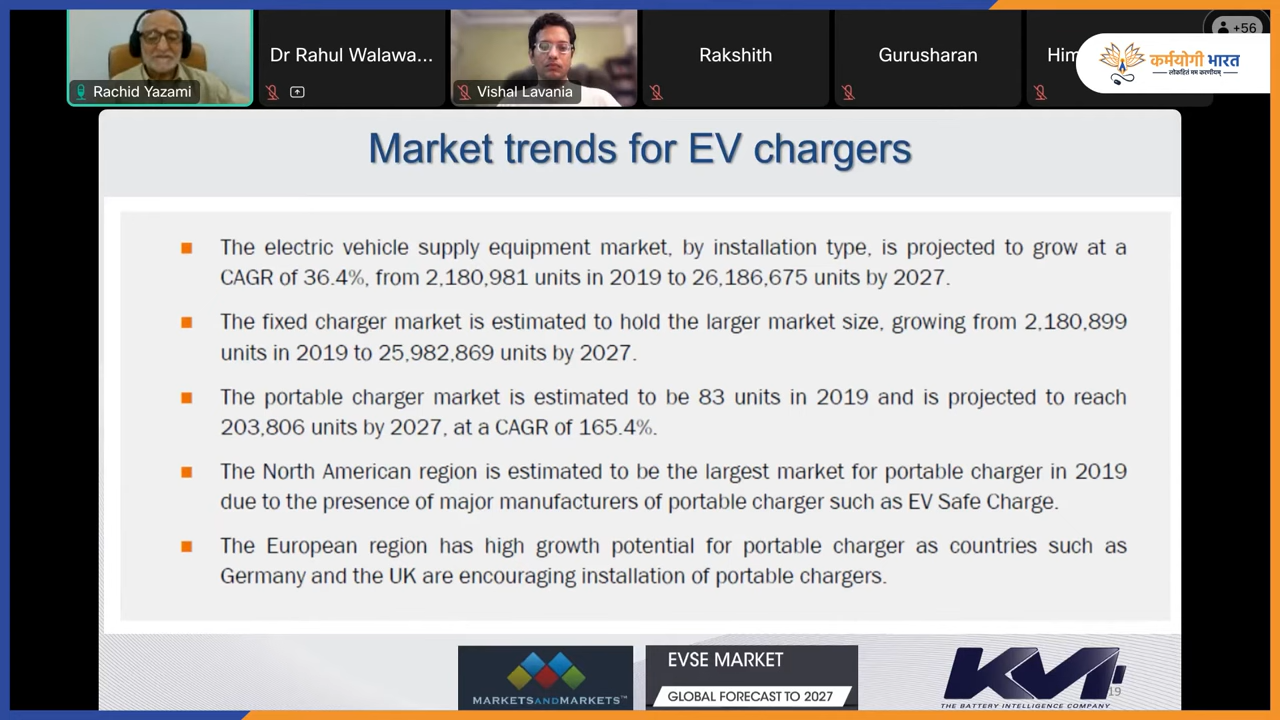 +56
Dr Rahul Walawa...
Rakshith
Gurusharan
Him
कर्मयोगी भारत
लोकहितं मम करणीयम्
Rachid Yazami
Vishal Lavania
Market trends for EV chargers
The electric vehicle supply equipment market, by installation type, is projected to grow at a
CAGR of 36.4%, from 2,180,981 units in 2019 to 26,186,675 units by 2027.
The fixed charger market is estimated to hold the larger market size, growing from 2,180,899
units in 2019 to 25,982,869 units by 2027.
The portable charger market is estimated to be 83 units in 2019 and is projected to reach
203,806 units by 2027, at a CAGR of 165.4%.
The North American region is estimated to be the largest market for portable charger in 2019
due to the presence of major manufacturers of portable charger such as EV Safe Charge.
The European region has high growth potential for portable charger as countries such as
Germany and the UK are encouraging installation of portable chargers.
MARKETSANDMARKETS™
EVSE MARKET
GLOBAL FORECAST TO 2027
KVI
THE BATTERY INTELLIGENCE COMPANY
19